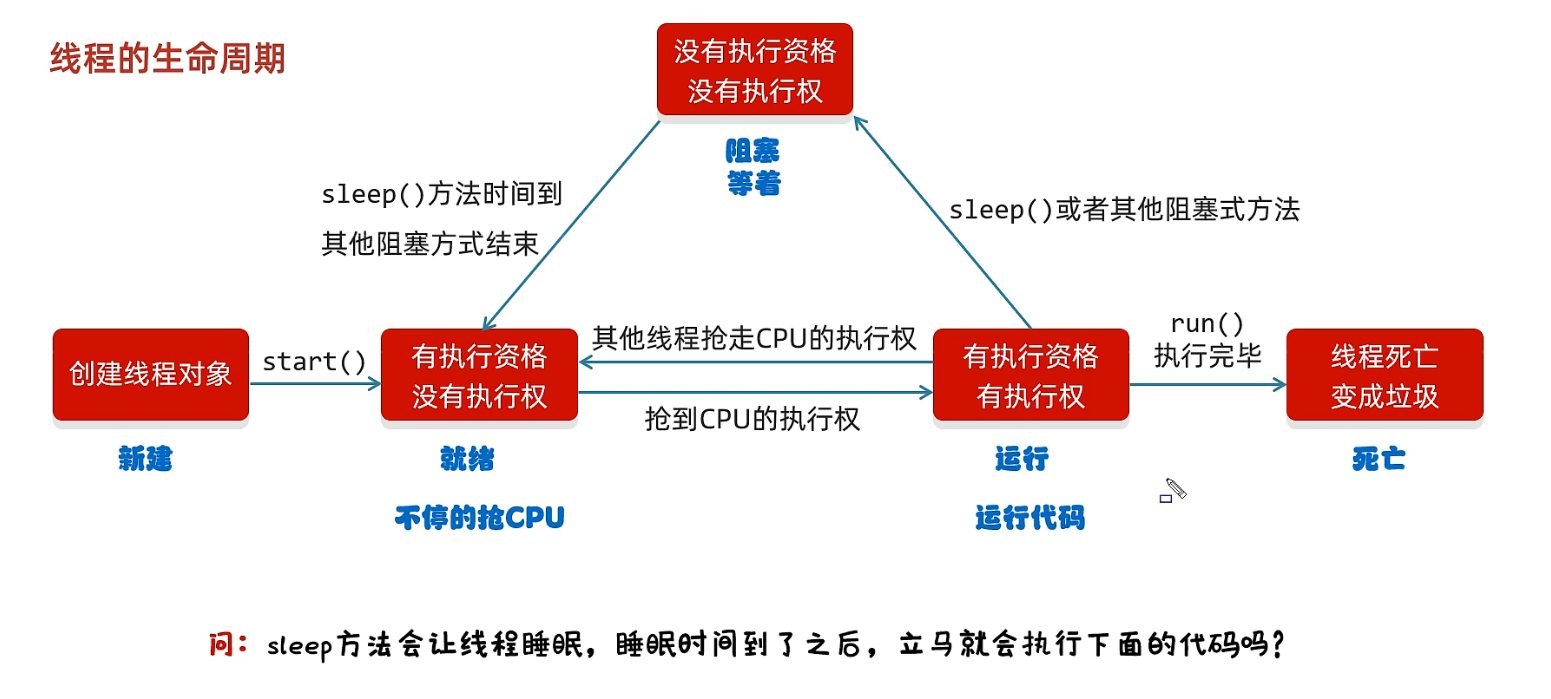 线程的生命周期
没有执行资格
没有执行权
阻塞
等着
sleep()方法时间到
其他阻塞方式结束
sleep()或者其他阻塞式方法
创建线程对象
新建
start()
有执行资格
没有执行权
就绪
不停的抢CPU
其他线程抢走CPU的执行权
抢到CPU的执行权
有执行资格
有执行权
运行
运行代码
run()
执行完毕
线程死亡
变成垃圾
死亡
问：sleep方法会让线程睡眠，睡眠时间到了之后，立马就会执行下面的代码吗？